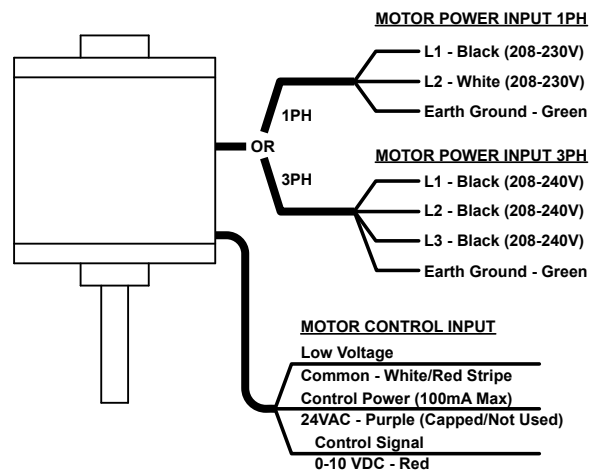 MOTOR POWER INPUT 1PH
L1 - Black (208-230V)
L2 - White (208-230V)
Earth Ground - Green
1PH
OR
3PH
MOTOR POWER INPUT 3PH
L1 - Black (208-240V)
L2 - Black (208-240V)
L3 - Black (208-240V)
Earth Ground - Green
MOTOR CONTROL INPUT
Low Voltage
Common - White/Red Stripe
Control Power (100mA Max)
24VAC - Purple (Capped/Not Used)
Control Signal
0-10 VDC - Red